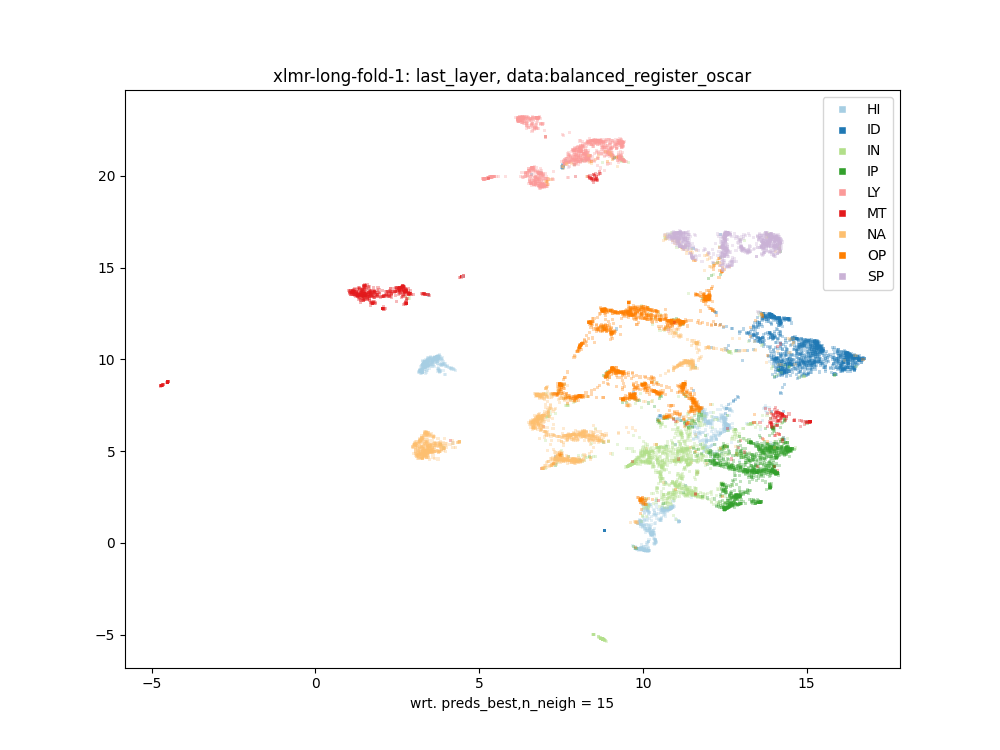 xlmr-long-fold-1: last_layer, data:balanced_register_oscar
HI
ID
IN
IP
LY
MT
NA
OP
SP
20
15
10
5
0
−5
−5
0
5
10
15
wrt. preds_best,n_neigh = 15